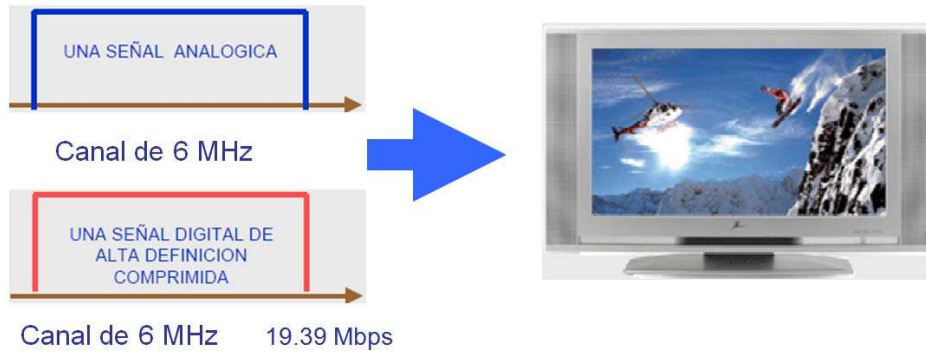 UNA SEÑAL ANALOGICA
Canal de 6 MHz
UNA SEÑAL DIGITAL DE
ALTA DEFINICION
COMPRIMIDA
Canal de 6 MHz 19.39 Mbps